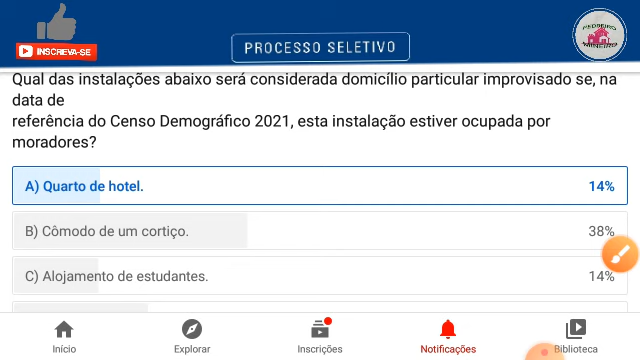 INSCREVA-SE
PROCESSO SELETIVO
PEDREIRO
MINEIRO
Qual das instalações abaixo será considerada domicílio particular improvisado se, na
data de
referência do Censo Demográfico 2021, esta instalação estiver ocupada por
moradores?
A) Quarto de hotel. 14%
B) Cômodo de um cortiço. 38%
C) Alojamento de estudantes. 14%
Início Explorar Inscrições Notificações Biblioteca